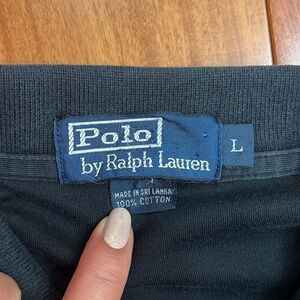 Polo
by Ralph Lauren
L
MADE IN SRI LANKA
100% COTTON